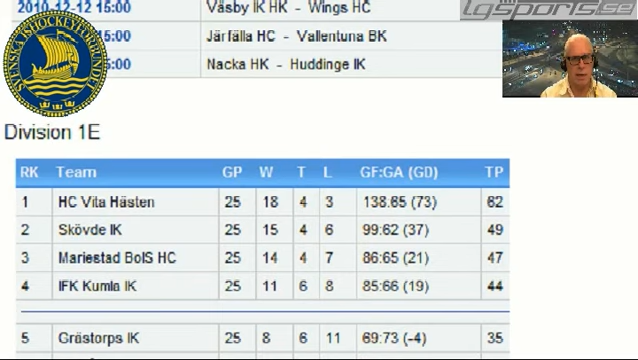 lgsports.se
2010-12-12 15:00 Väsby IK HK - Wings HC
15:00 Järfälla HC - Vallentuna BK
15:00 Nacka HK - Huddinge IK
SVENSKA ISHOCKEYFÖRBUNDET
Division 1E
RK Team GP W T L GF:GA (GD) TP
1 HC Vita Hästen 25 18 4 3 138:65 (73) 62
2 Skövde IK 25 15 4 6 99:62 (37) 49
3 Mariestad BoIS HC 25 14 4 7 86:65 (21) 47
4 IFK Kumla IK 25 11 6 8 85:66 (19) 44
5 Grästorps IK 25 8 6 11 69:73 (-4) 35